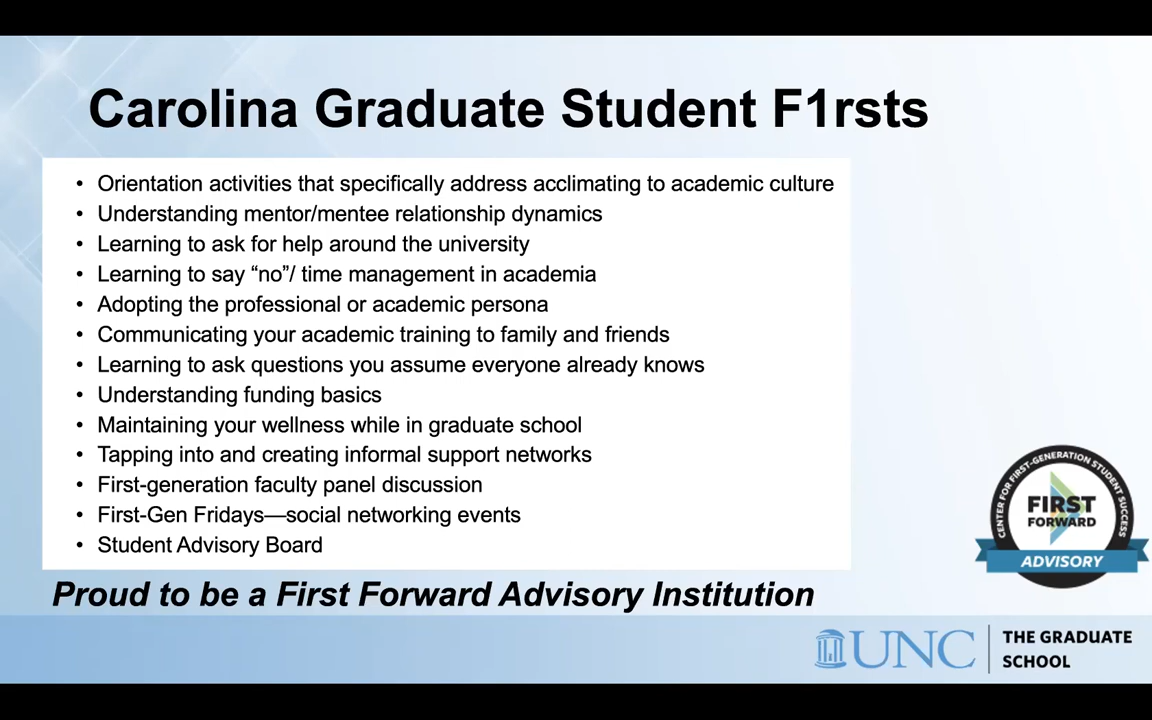 Carolina Graduate Student F1rsts
• Orientation activities that specifically address acclimating to academic culture
• Understanding mentor/mentee relationship dynamics
• Learning to ask for help around the university
• Learning to say “no”/ time management in academia
• Adopting the professional or academic persona
• Communicating your academic training to family and friends
• Learning to ask questions you assume everyone already knows
• Understanding funding basics
• Maintaining your wellness while in graduate school
• Tapping into and creating informal support networks
• First-generation faculty panel discussion
• First-Gen Fridays—social networking events
• Student Advisory Board
CENTER FOR FIRST-GENERATION STUDENT SUCCESS
FIRST
FORWARD
ADVISORY
Proud to be a First Forward Advisory Institution
UNC
THE GRADUATE
SCHOOL